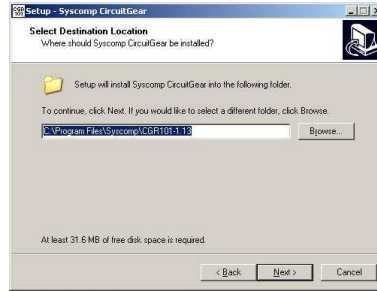 CGR
101
Setup - Syscomp CircuitGear
Select Destination Location
Where should Syscomp CircuitGear be installed?
Setup will install Syscomp CircuitGear into the following folder.
To continue, click Next. If you would like to select a different folder, click Browse.
C:\Program Files\Syscomp\CGR101-1.13
Browse...
At least 31.6 MB of free disk space is required.
< Back
Next >
Cancel